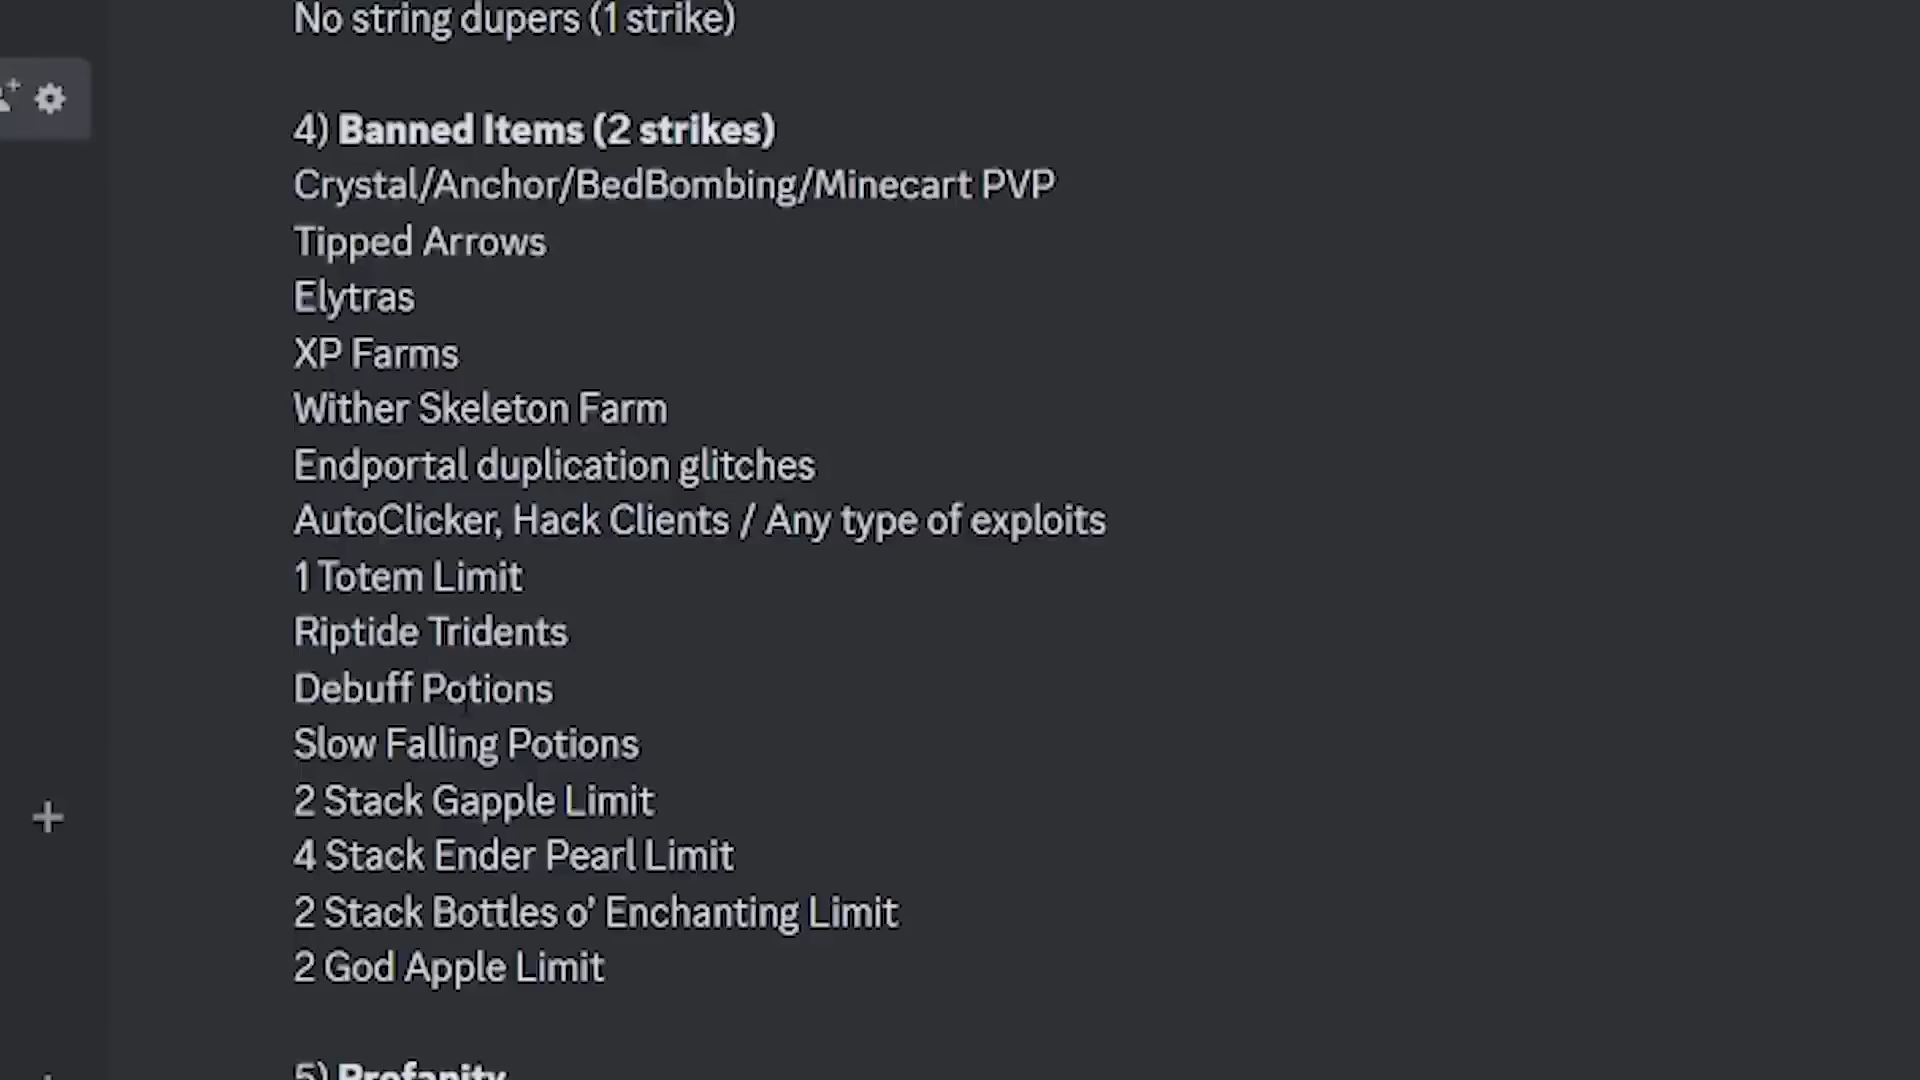 No string dupers (1 strike)
4) Banned Items (2 strikes)
Crystal/Anchor/BedBombing/Minecart PVP
Tipped Arrows
Elytras
XP Farms
Wither Skeleton Farm
Endportal duplication glitches
AutoClicker, Hack Clients / Any type of exploits
1 Totem Limit
Riptide Tridents
Debuff Potions
Slow Falling Potions
2 Stack Gapple Limit
4 Stack Ender Pearl Limit
2 Stack Bottles o' Enchanting Limit
2 God Apple Limit
5) Profanity